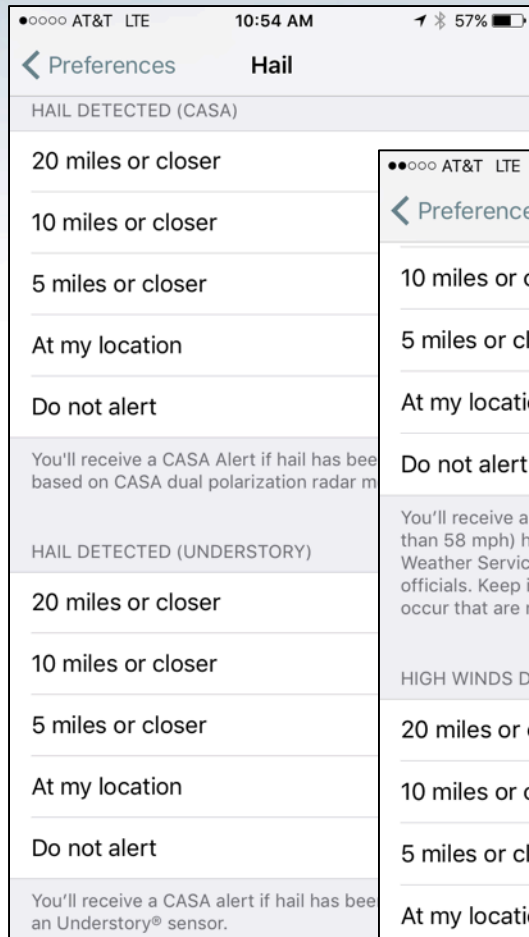 AT&T LTE 10:54 AM 57%
Preferences Hail
HAIL DETECTED (CASA)
20 miles or closer
10 miles or closer
5 miles or closer
At my location
Do not alert
You'll receive a CASA Alert if hail has bee
based on CASA dual polarization radar m
HAIL DETECTED (UNDERSTORY)
20 miles or closer
10 miles or closer
5 miles or closer
At my location
Do not alert
You'll receive a CASA alert if hail has bee
an Understory® sensor.
AT&T LTE
Preference
10 miles or c
5 miles or cl
At my locati
Do not alert
You'll receive a
than 58 mph) h
Weather Servic
officials. Keep i
occur that are
HIGH WINDS D
20 miles or
10 miles or c
5 miles or cl
At my locati